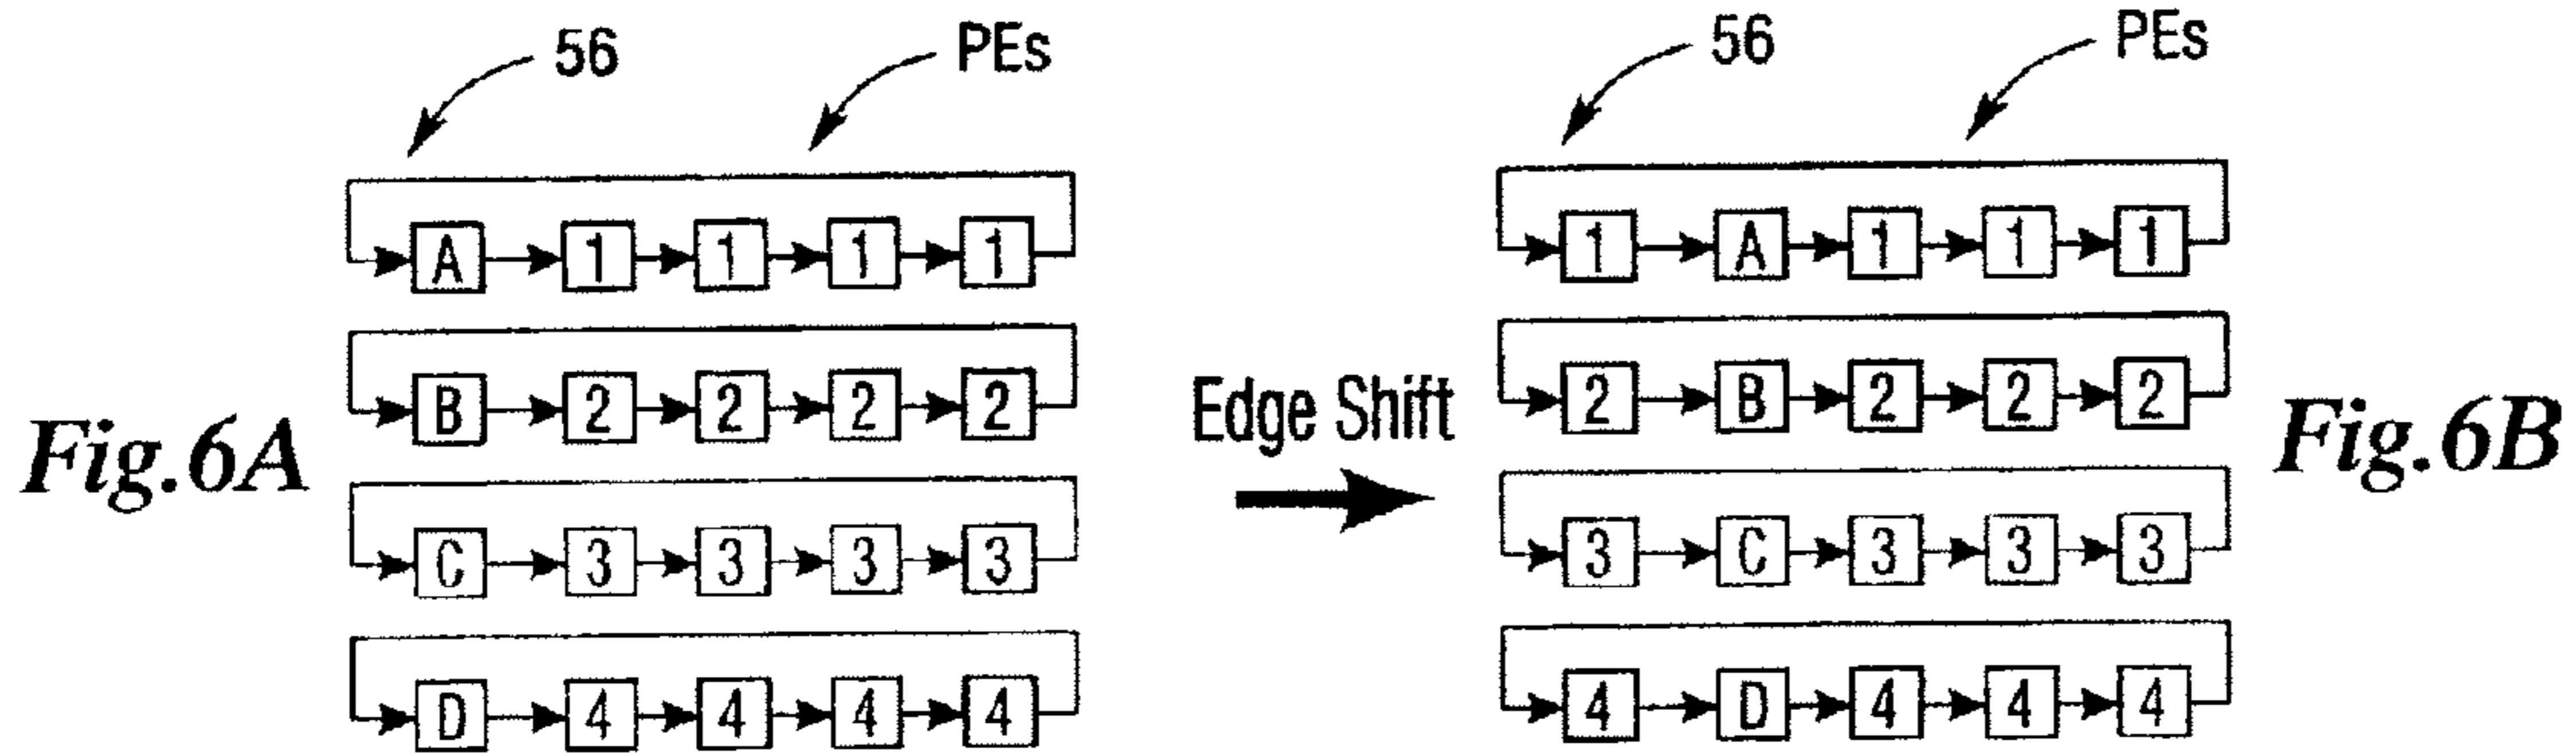 56 PEs 56 PEs
A 1 1 1 1 1 A 1 1 1
B 2 2 2 2 2 B 2 2 2
Fig.6A Edge Shift Fig.6B
C 3 3 3 3 3 C 3 3 3
D 4 4 4 4 4 D 4 4 4